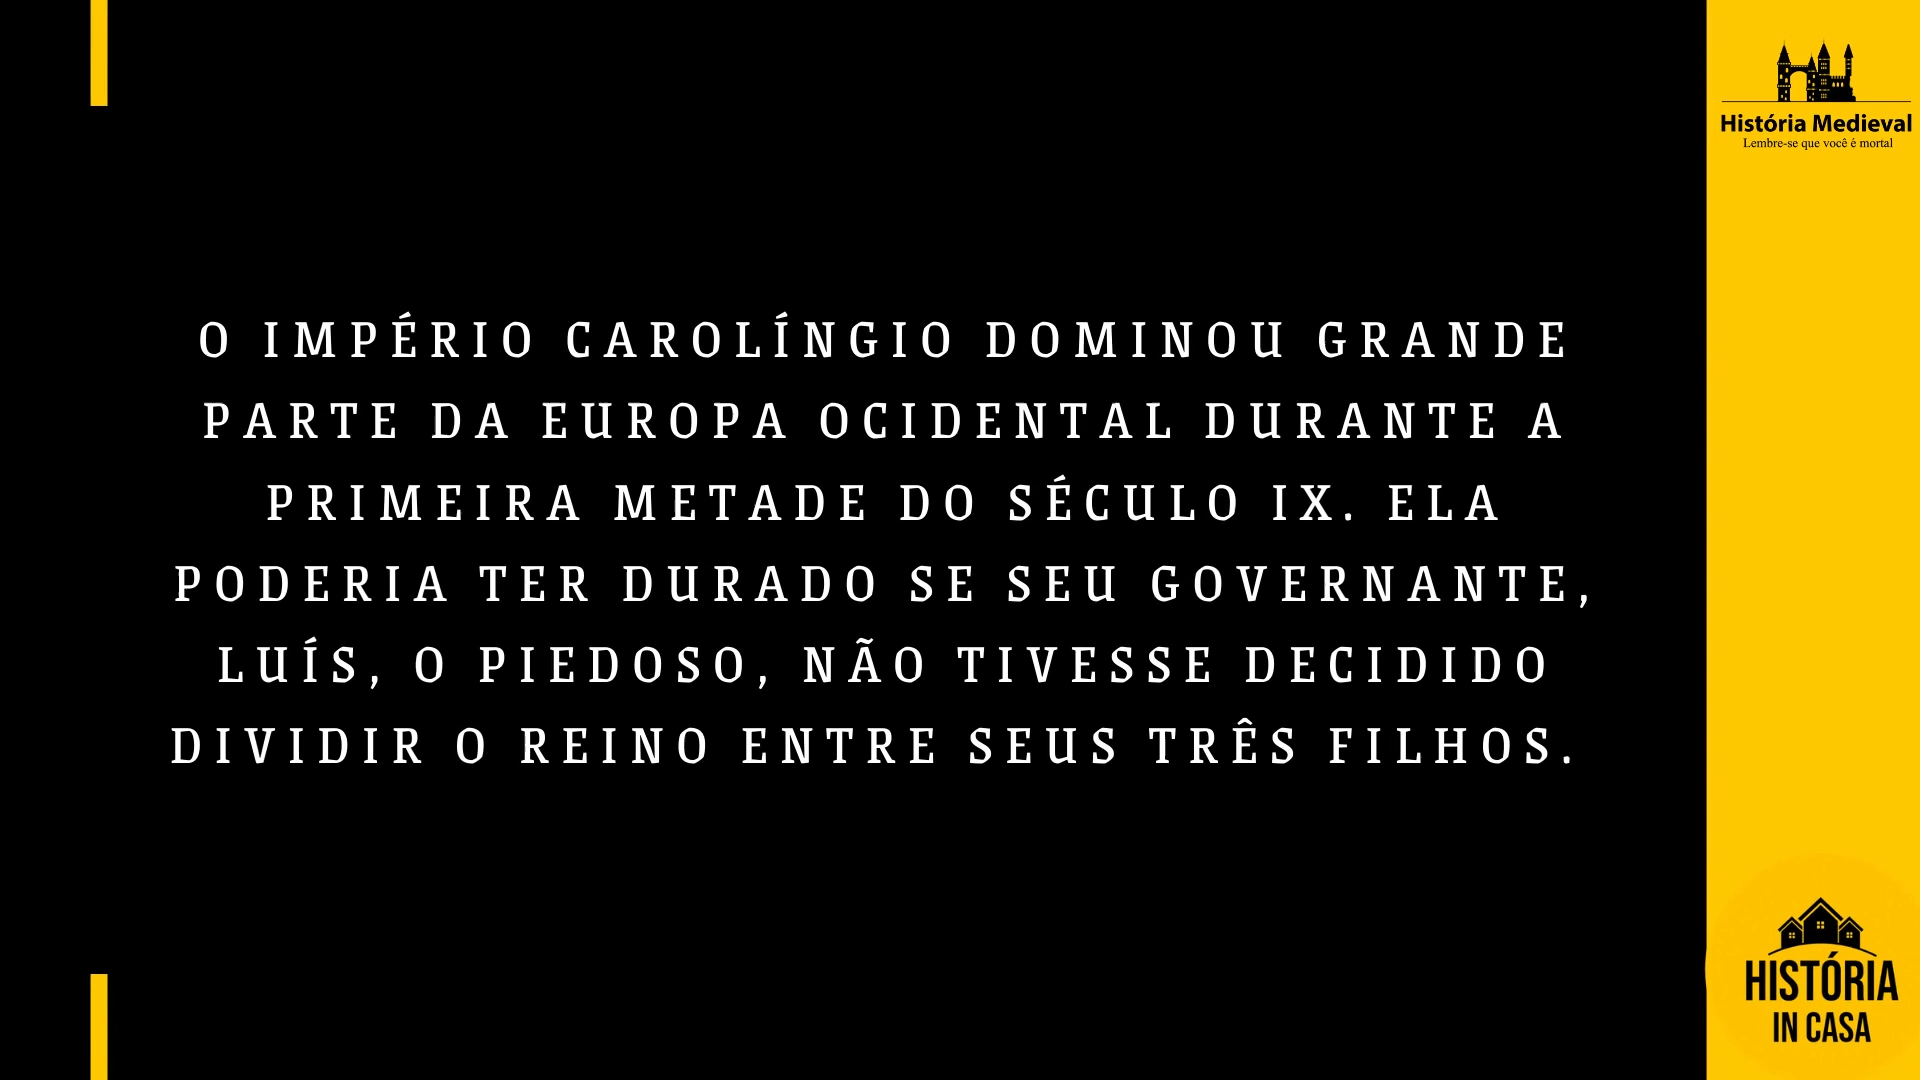 O IMPÉRIO CAROLÍNGIO DOMINOU GRANDE
PARTE DA EUROPA OCIDENTAL DURANTE A
PRIMEIRA METADE DO SÉCULO IX. ELA
PODERIA TER DURADO SE SEU GOVERNANTE,
LUÍS, O PIEDOSO, NÃO TIVESSE DECIDIDO
DIVIDIR O REINO ENTRE SEUS TRÊS FILHOS.
História Medieval
Lembre-se que você é mortal
HISTÓRIA
IN CASA